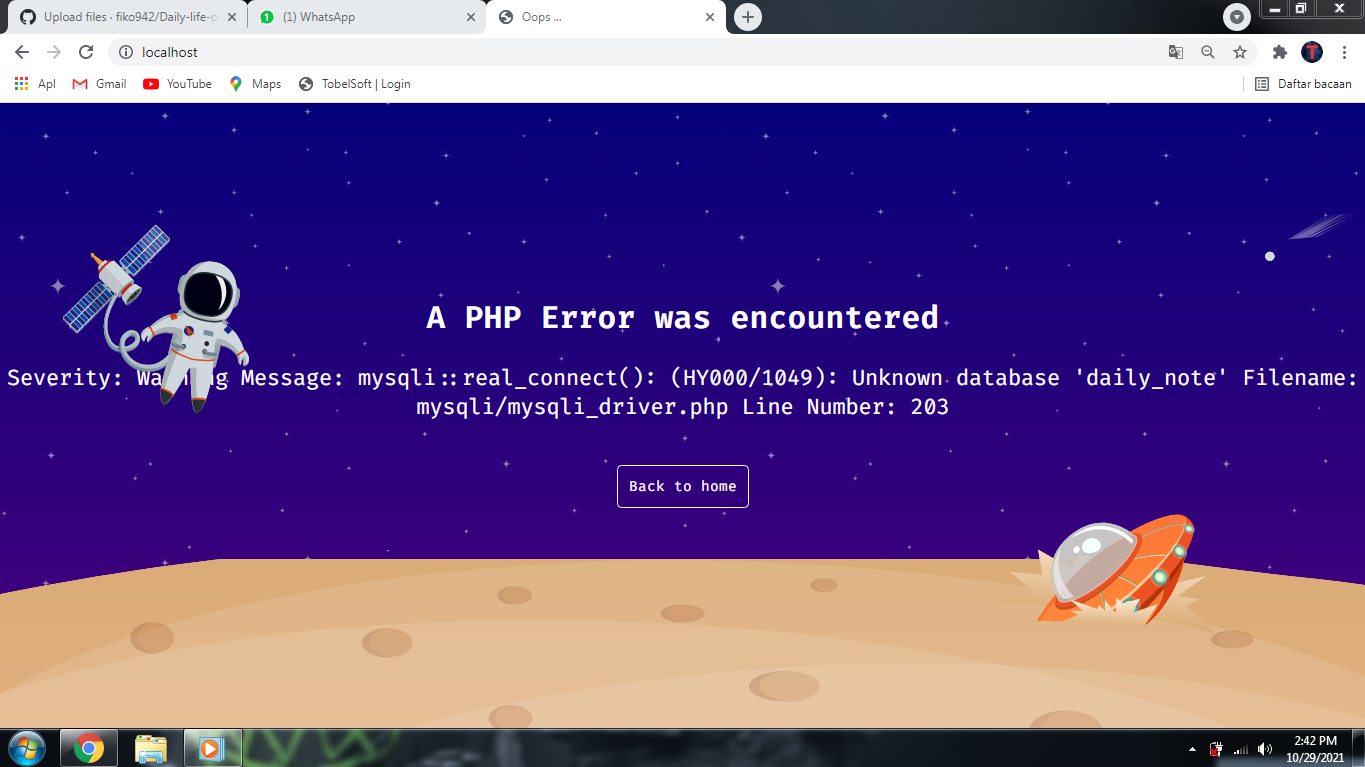 Upload files · fiko942/Daily-life-o
(1) WhatsApp
Oops ...
localhost
Apl
Gmail
YouTube
Maps
TobelSoft | Login
Daftar bacaan
A PHP Error was encountered
Severity: Warning Message: mysqli::real_connect(): (HY000/1049): Unknown database 'daily_note' Filename:
mysqli/mysqli_driver.php Line Number: 203
Back to home
2:42 PM
10/29/2021